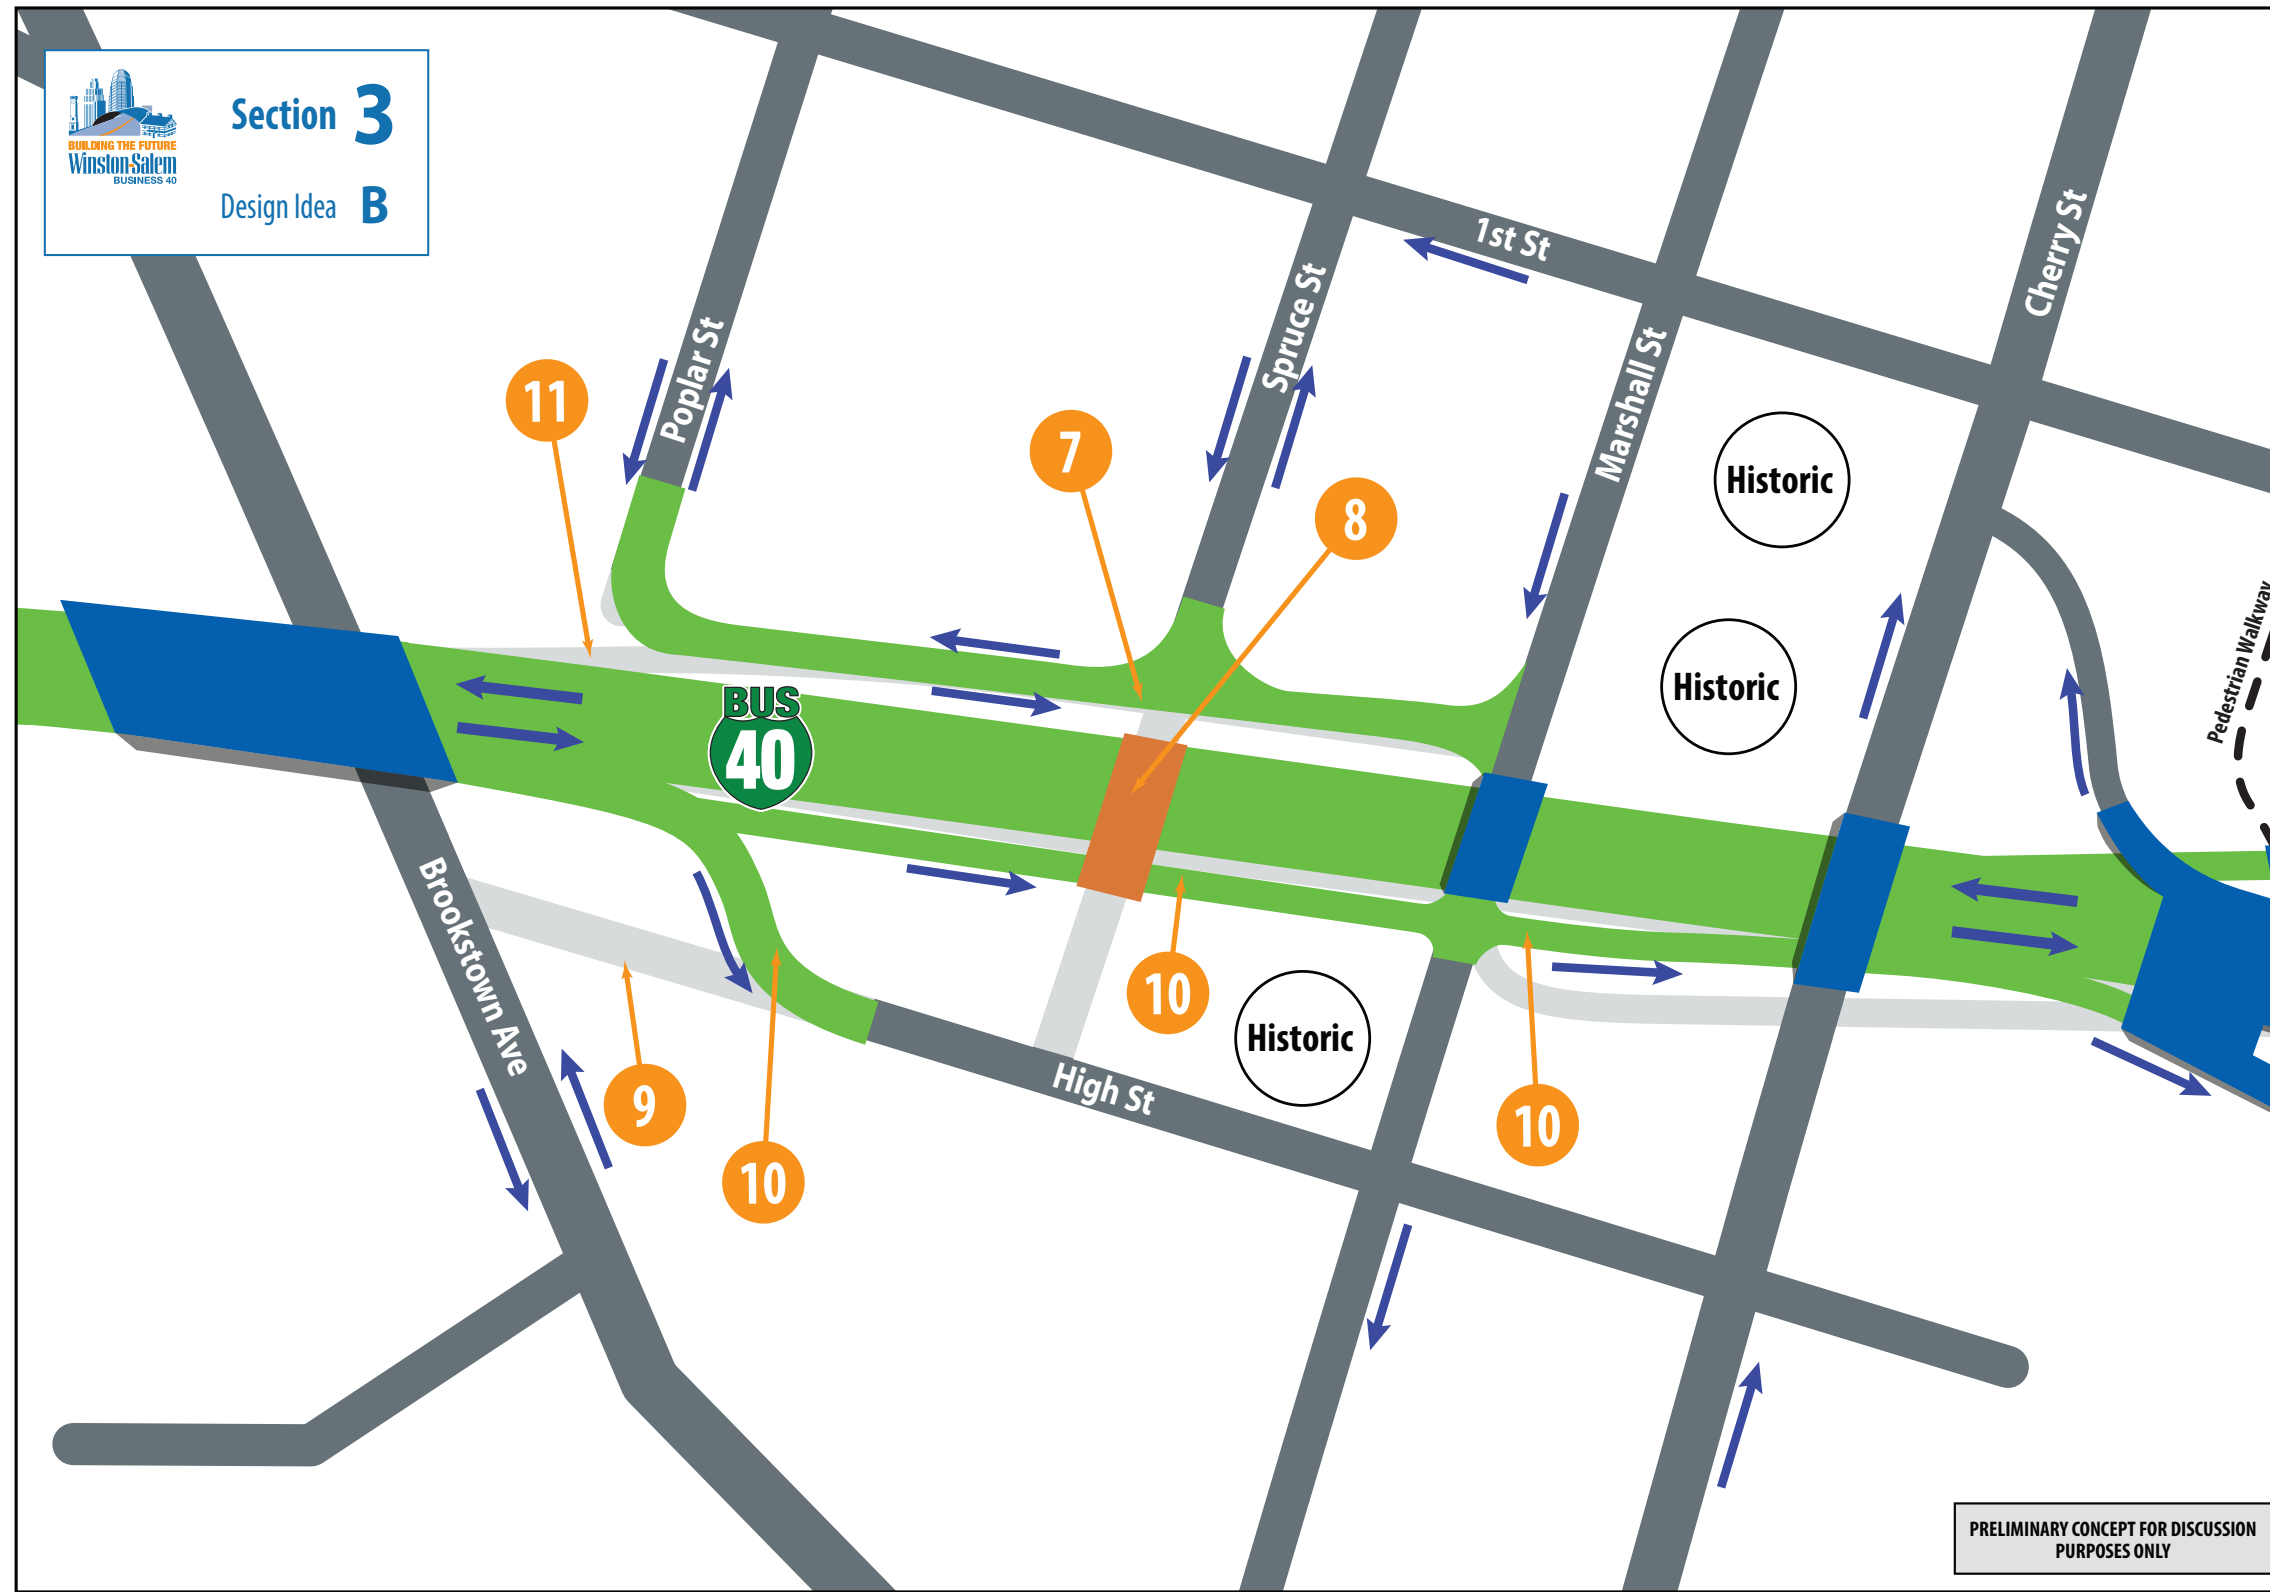 BUILDING THE FUTURE
Winston-Salem
BUSINESS 40
Section 3
Design Idea B
1st St
Cherry St
Spruce St
Poplar St
Marshall St
11
7
8
Historic
Historic
Pedestrian Walkway
BUS
40
Brookstown Ave
10
Historic
High St
9
10
10
PRELIMINARY CONCEPT FOR DISCUSSION
PURPOSES ONLY